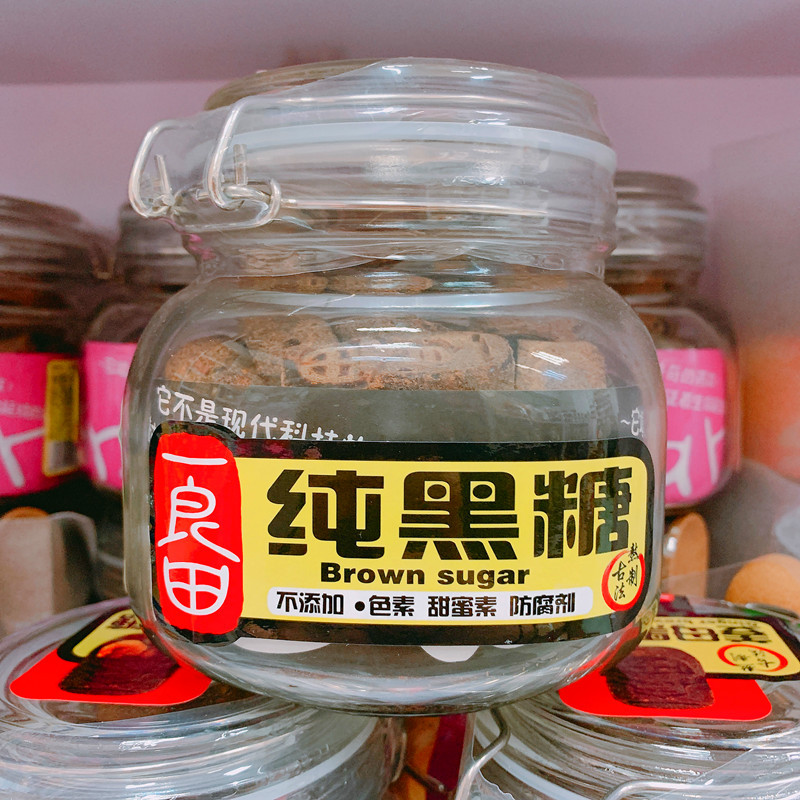 它不是现代科技
一良田
纯黑糖
Brown sugar
古法
熬制
不添加•色素 甜蜜素 防腐剂